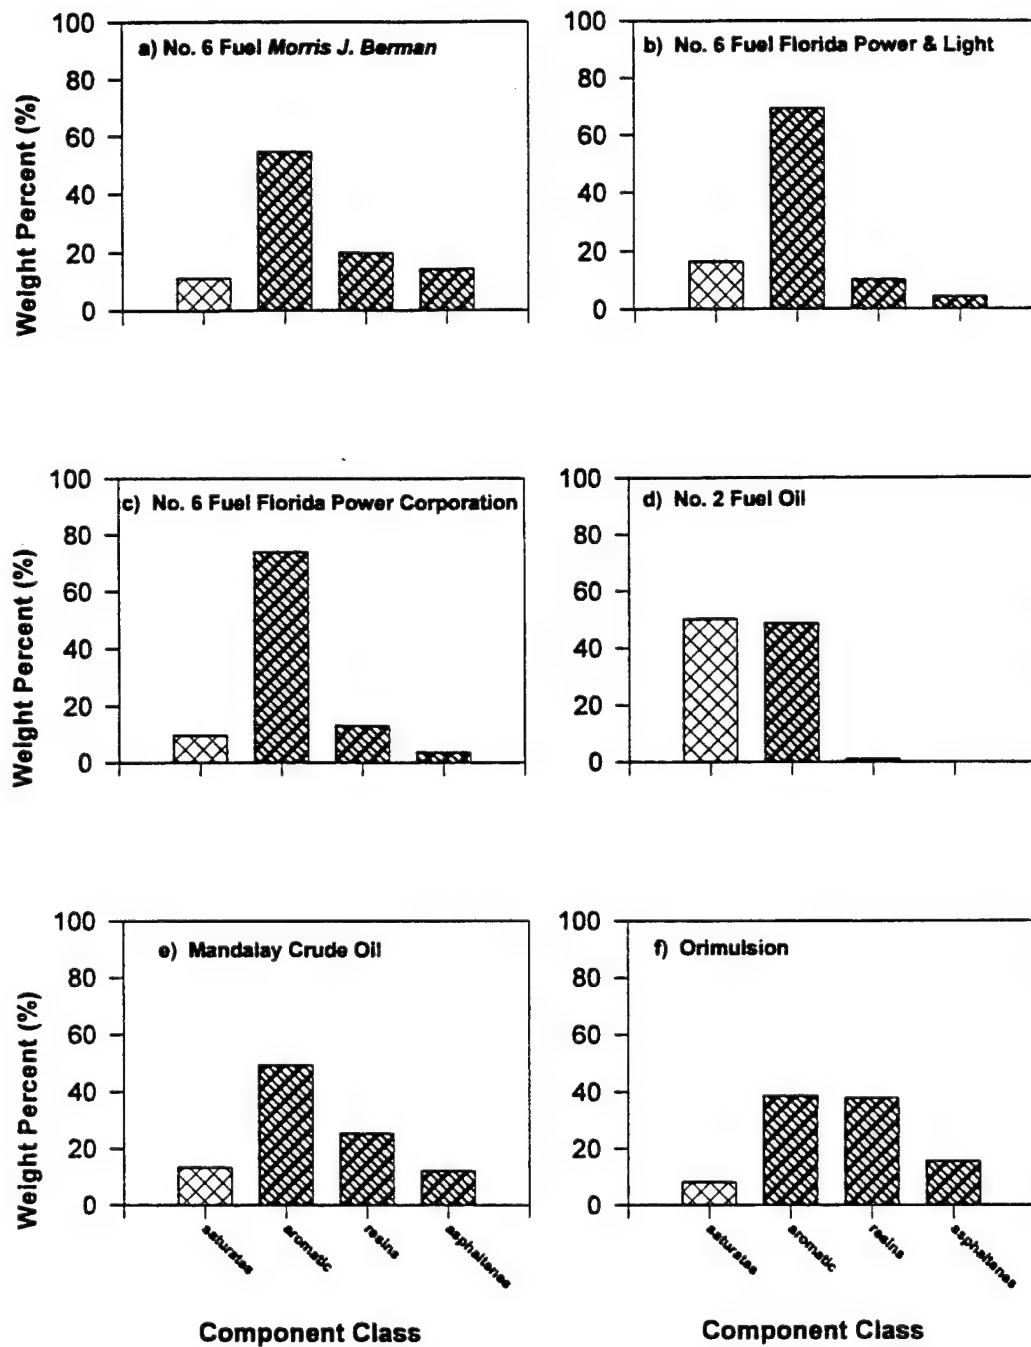 a) No. 6 Fuel Morris J. Berman
Weight Percent (%)
100
80
60
40
20
0
b) No. 6 Fuel Florida Power & Light
100
80
60
40
20
0
c) No. 6 Fuel Florida Power Corporation
Weight Percent (%)
100
80
60
40
20
0
d) No. 2 Fuel Oil
100
80
60
40
20
0
e) Mandalay Crude Oil
Weight Percent (%)
100
80
60
40
20
0
saturates
aromatic
resins
asphaltenes
Component Class
f) Orimulsion
100
80
60
40
20
0
saturates
aromatic
resins
asphaltenes
Component Class